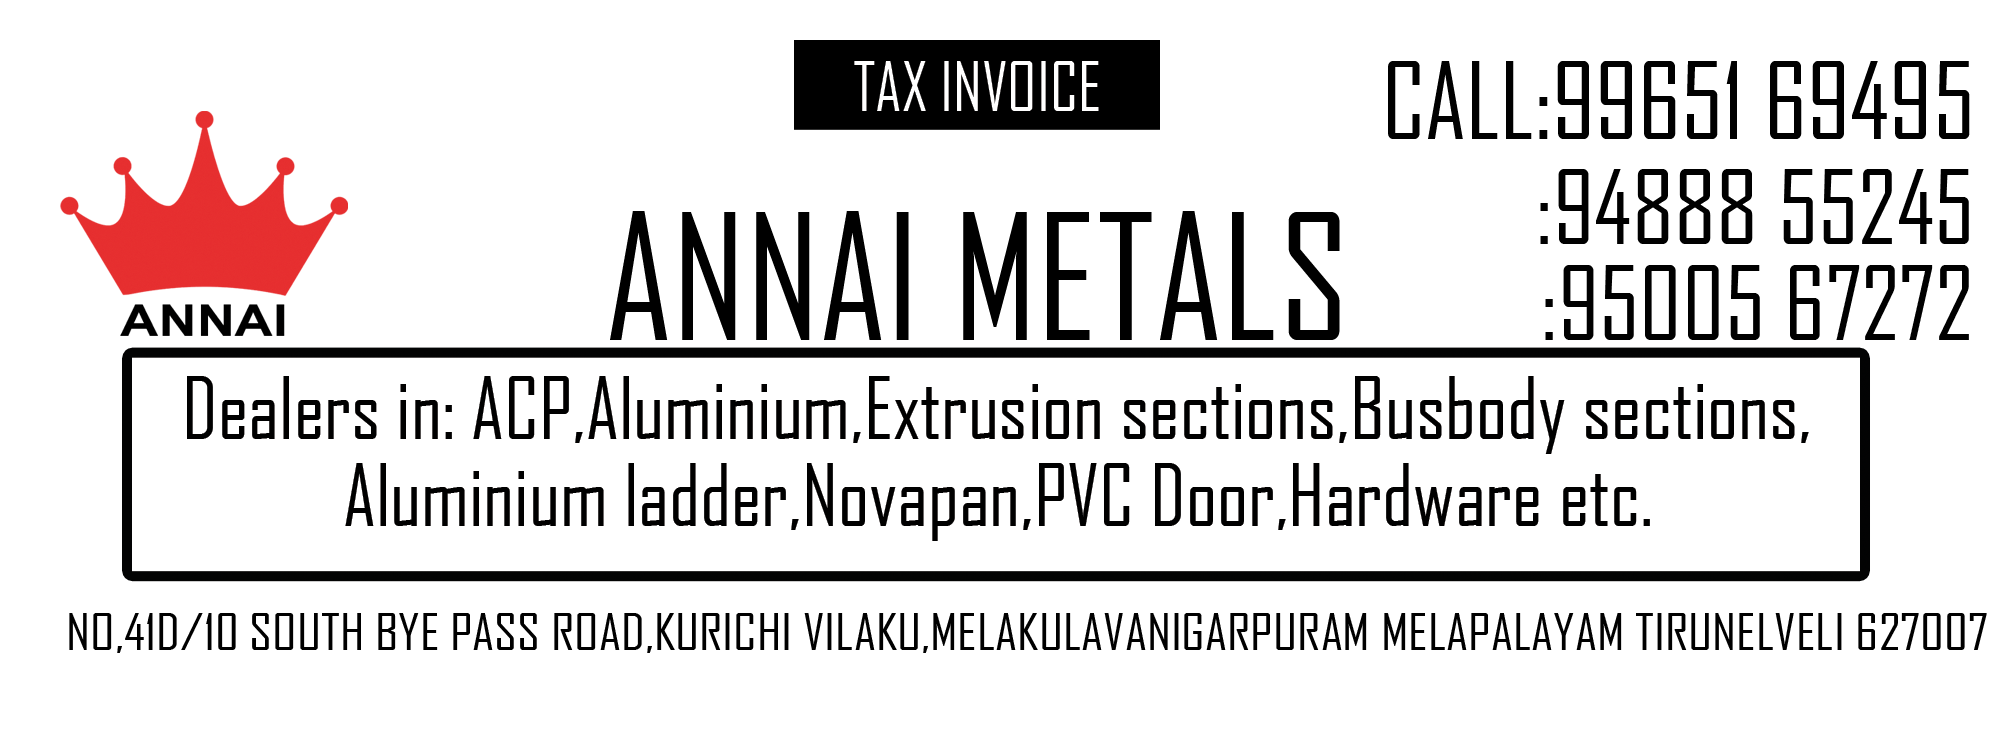 TAX INVOICE
CALL:99651 69495
:94888 55245
:95005 67272
ANNAI
ANNAI METALS
Dealers in: ACP,Aluminium,Extrusion sections,Busbody sections,
Aluminium ladder,Novapan,PVC Door,Hardware etc.
NO,41D/10 SOUTH BYE PASS ROAD,KURICHI VILAKU,MELAKULAVANIGARPURAM MELAPALAYAM TIRUNELVELI 627007